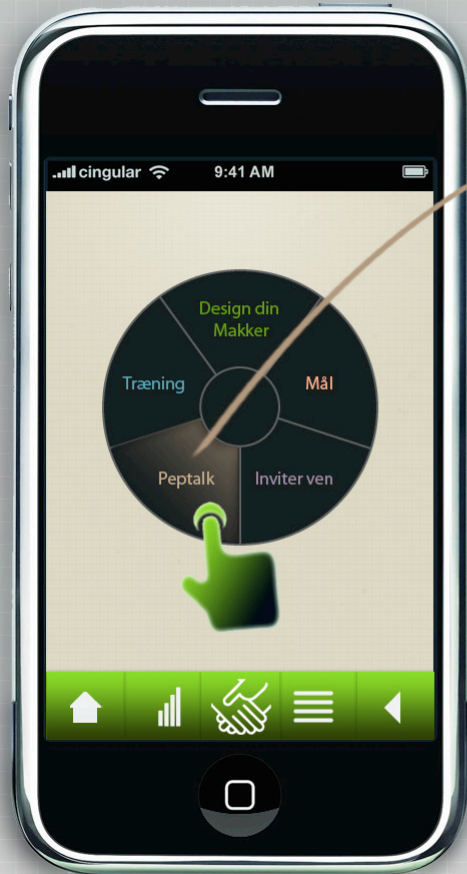 cingular 9:41 AM
Design din
Makker
Træning
Mål
Peptalk
Inviter ven